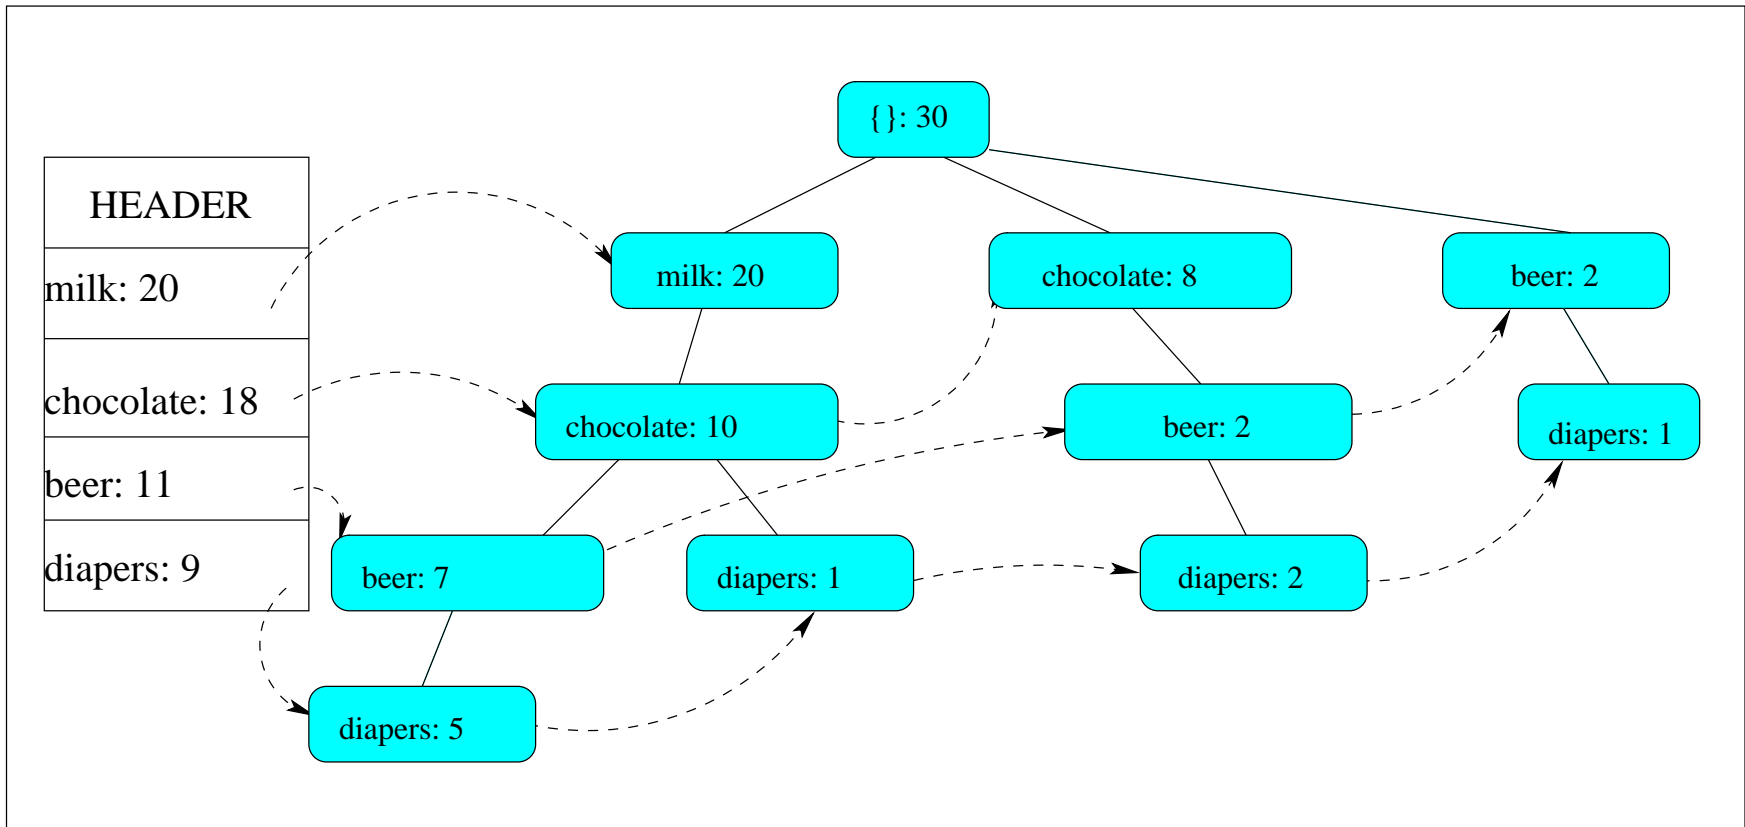 {}: 30
HEADER
milk: 20
chocolate: 18
beer: 11
diapers: 9
milk: 20
chocolate: 8
beer: 2
chocolate: 10
beer: 2
diapers: 1
beer: 7
diapers: 1
diapers: 2
diapers: 5